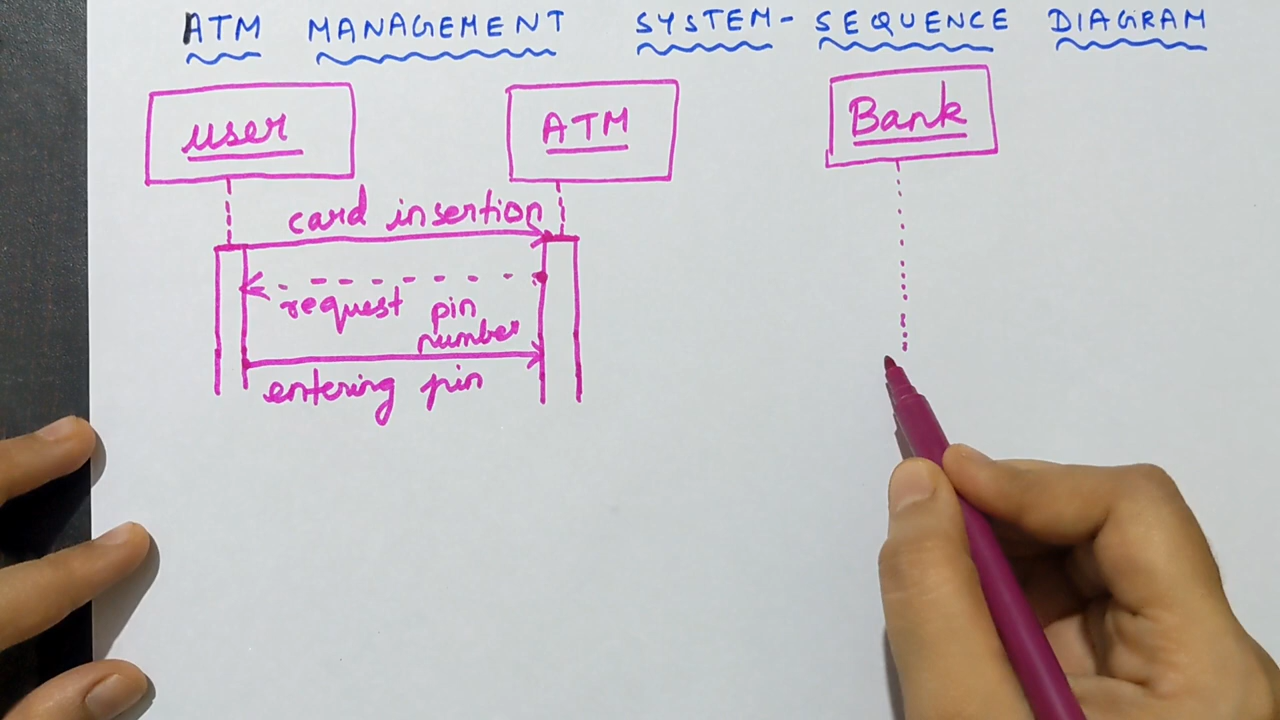 ATM MANAGEMENT SYSTEM- SEQUENCE DIAGRAM
user
ATM
Bank
card insertion
request pin
number
entering pin